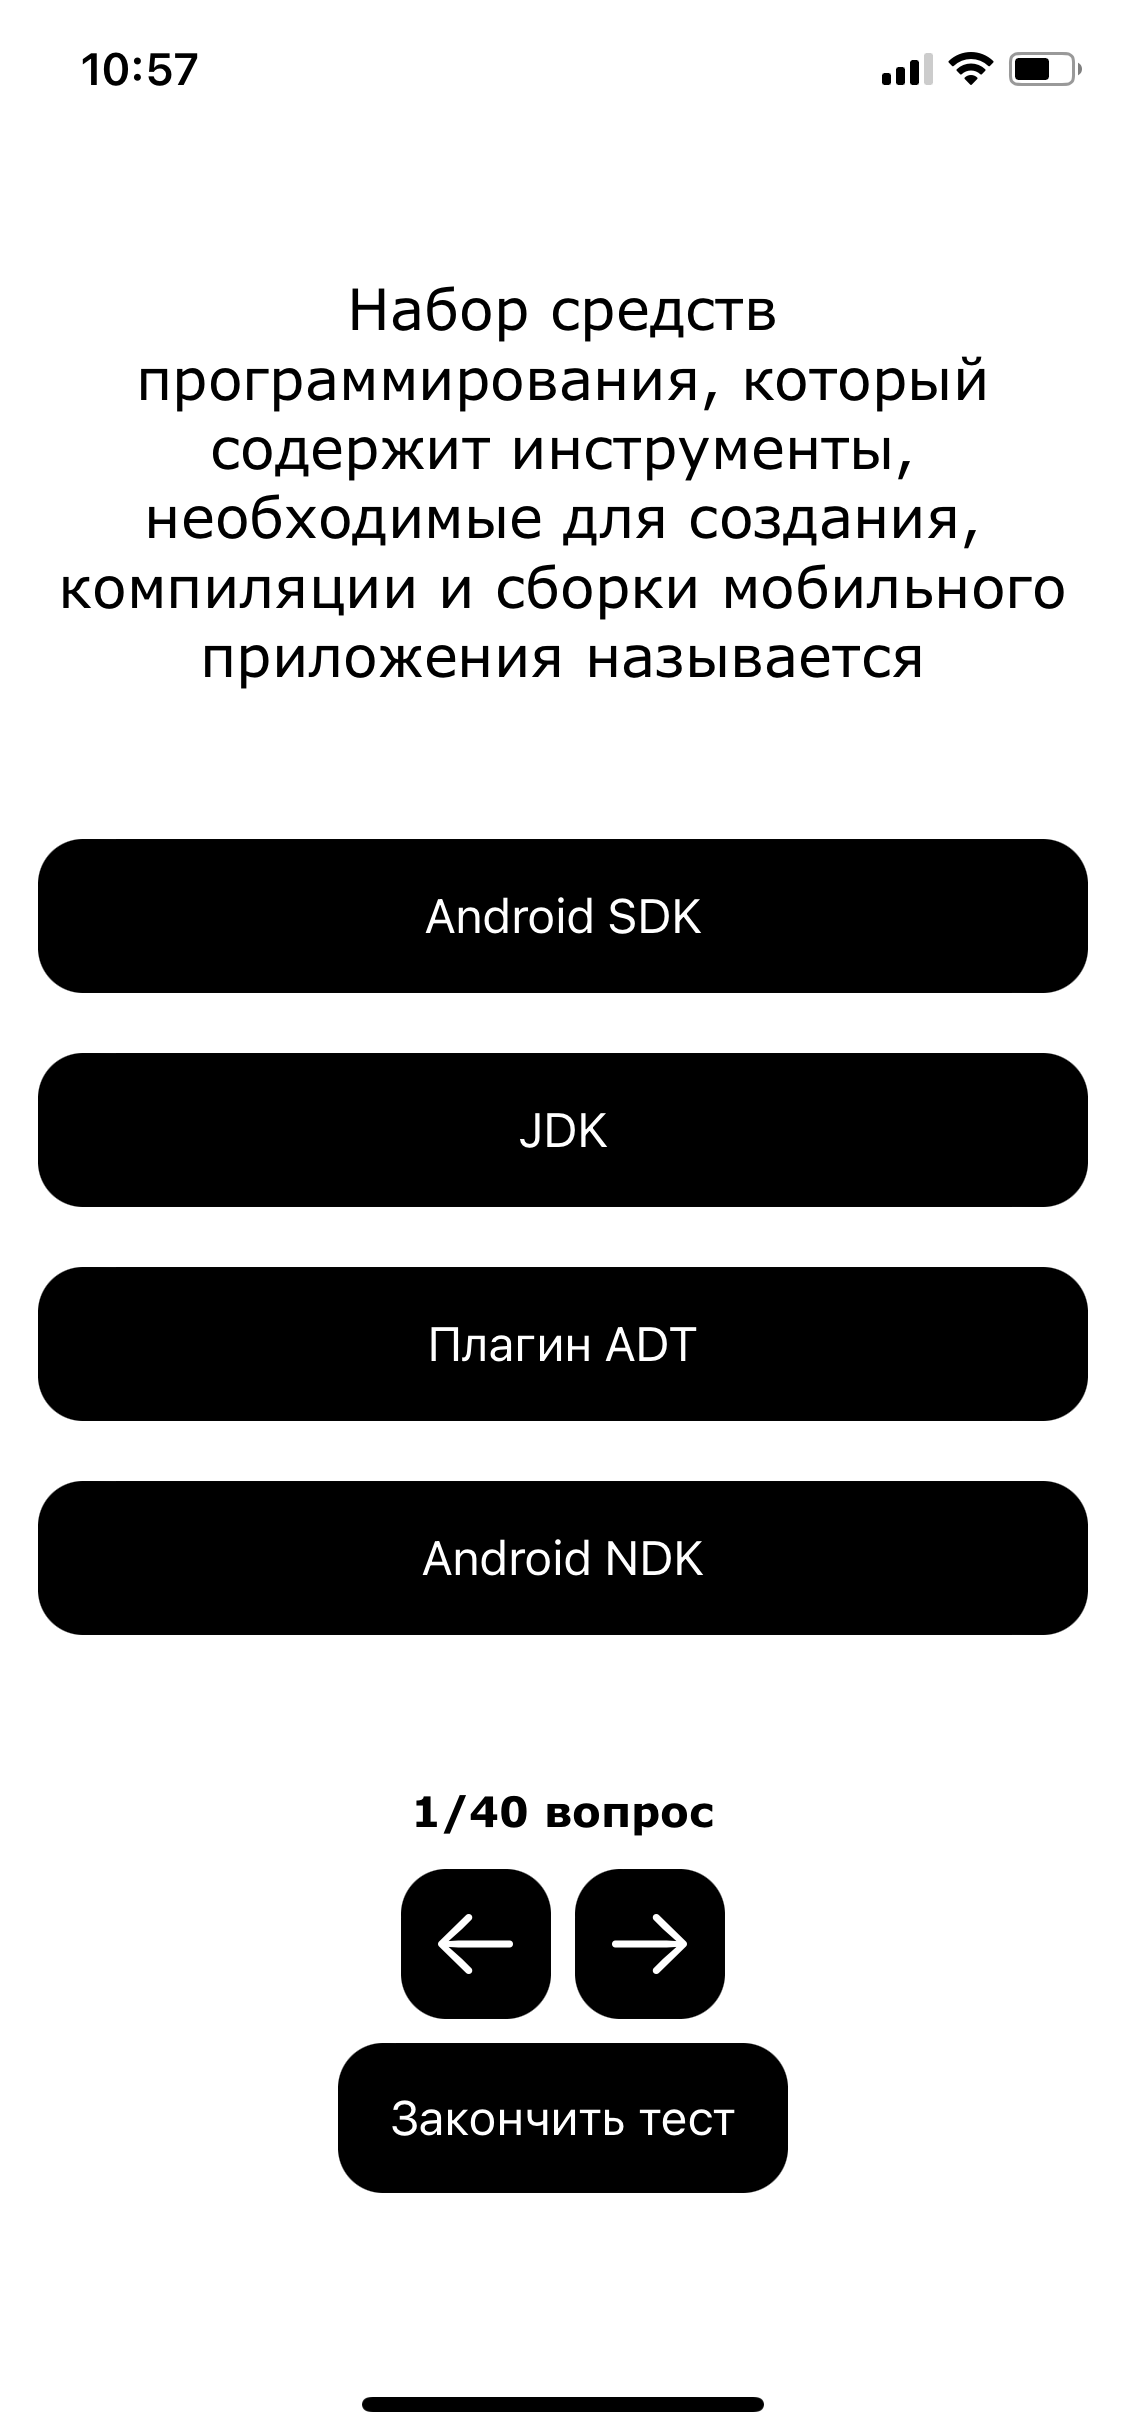 10:57
Набор средств
программирования, который
содержит инструменты,
необходимые для создания,
компиляции и сборки мобильного
приложения называется
Android SDK
JDK
Плагин ADT
Android NDK
1/40 вопрос
Закончить тест